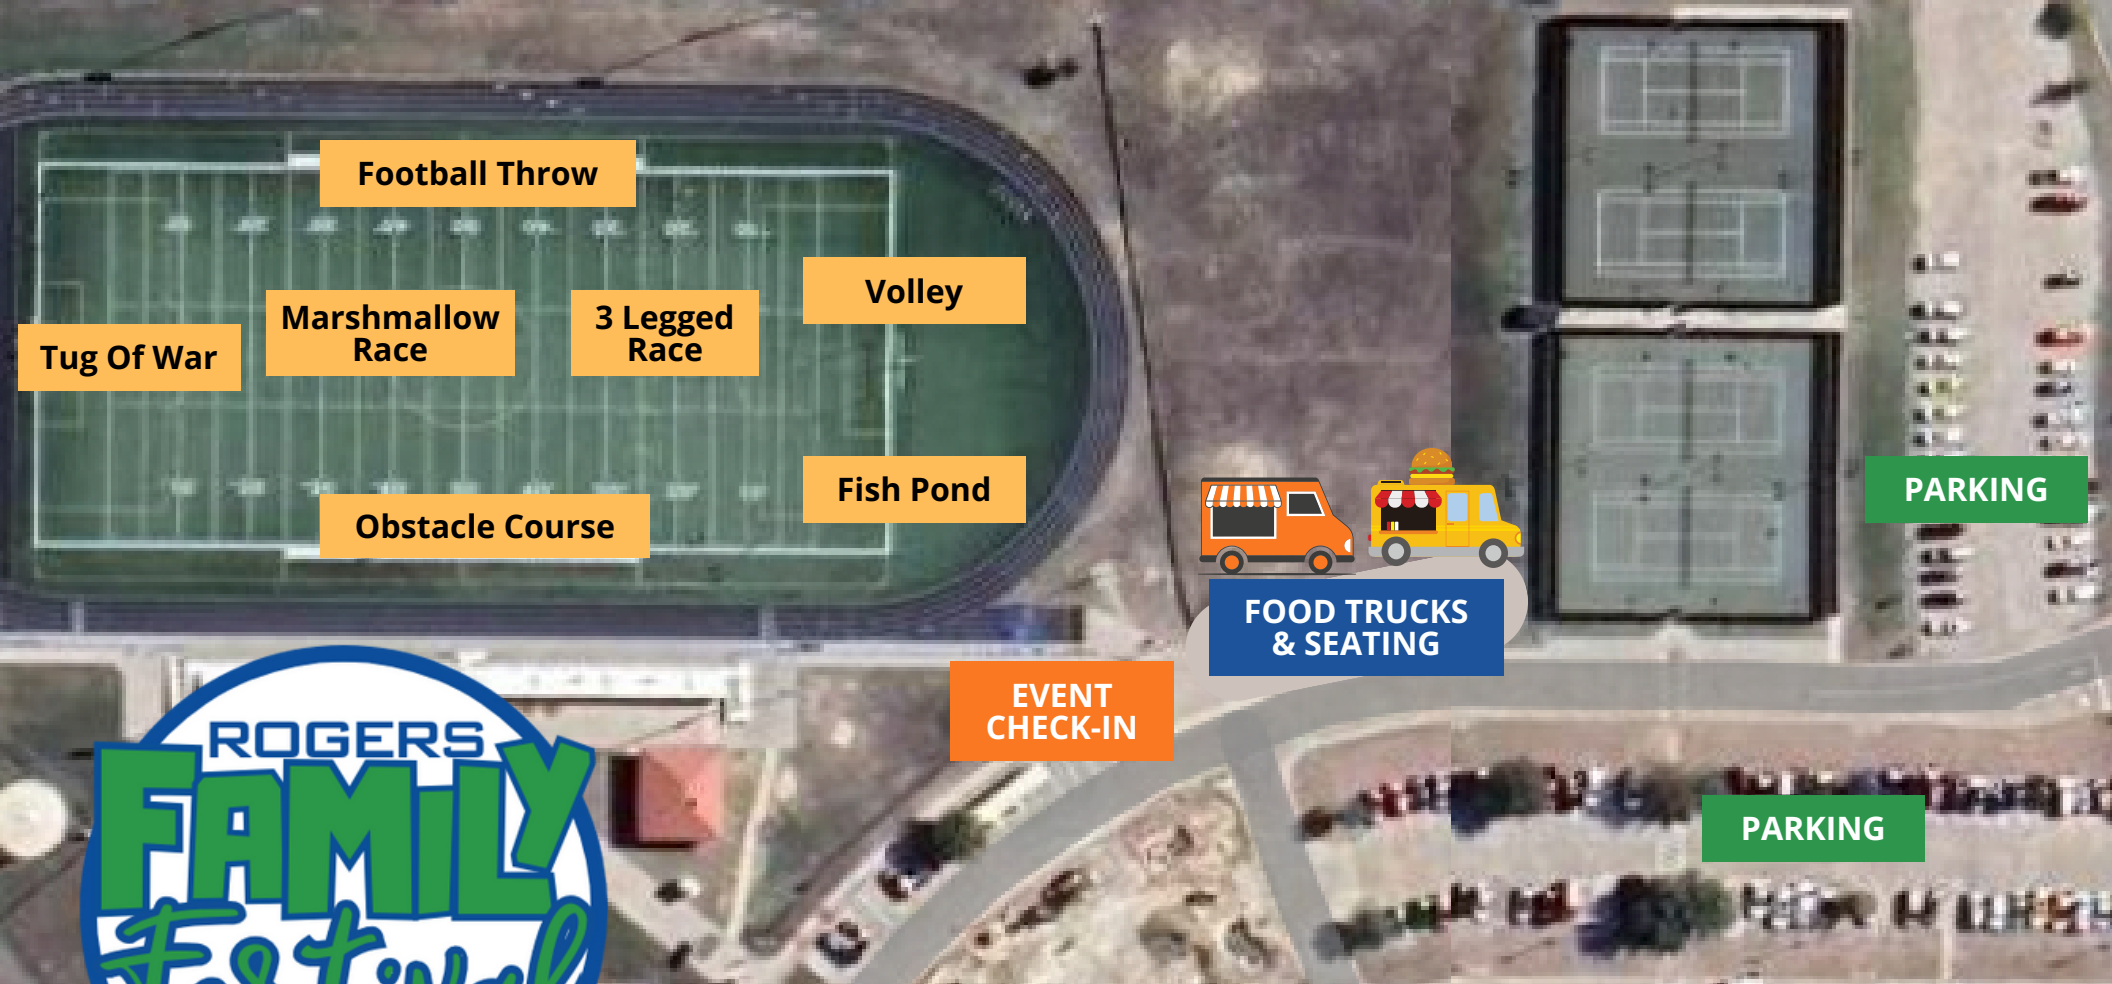 Football Throw
Volley
Marshmallow
Race
3 Legged
Race
Tug Of War
Fish Pond
Obstacle Course
PARKING
FOOD TRUCKS
& SEATING
EVENT
CHECK-IN
PARKING
ROGERS
FAMiLY
Festival